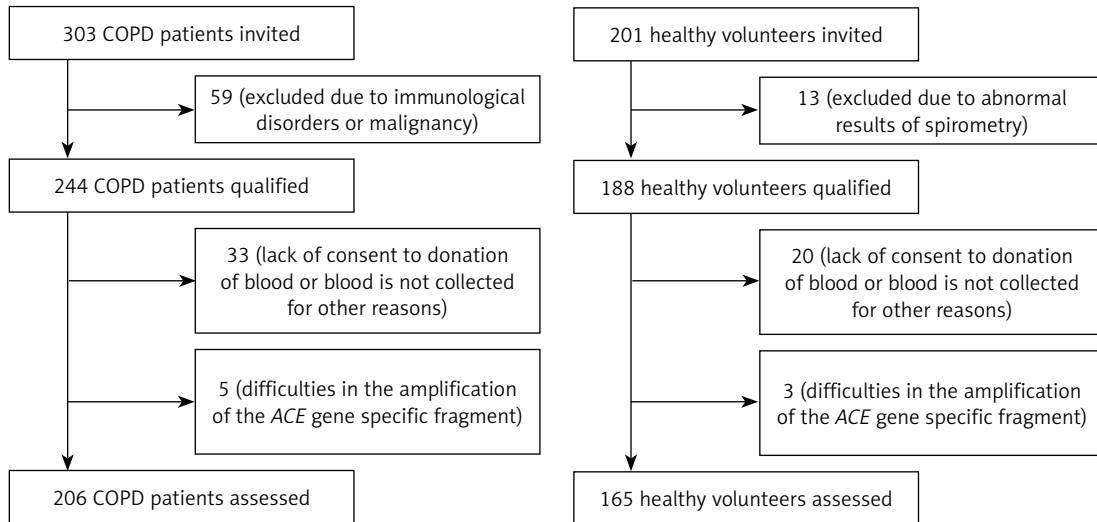 303 COPD patients invited
59 (excluded due to immunological
disorders or malignancy)
244 COPD patients qualified
33 (lack of consent to donation
of blood or blood is not collected
for other reasons)
5 (difficulties in the amplification
of the ACE gene specific fragment)
206 COPD patients assessed
201 healthy volunteers invited
13 (excluded due to abnormal
results of spirometry)
188 healthy volunteers qualified
20 (lack of consent to donation
of blood or blood is not collected
for other reasons)
3 (difficulties in the amplification
of the ACE gene specific fragment)
165 healthy volunteers assessed